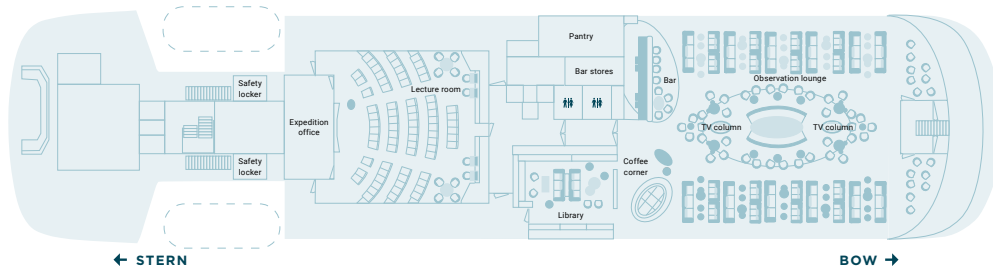 Pantry
Bar stores
Bar
Observation lounge
Safety
locker
Lecture room
Expedition
office
TV column
TV column
Safety
locker
Coffee
corner
Library
← STERN
BOW →